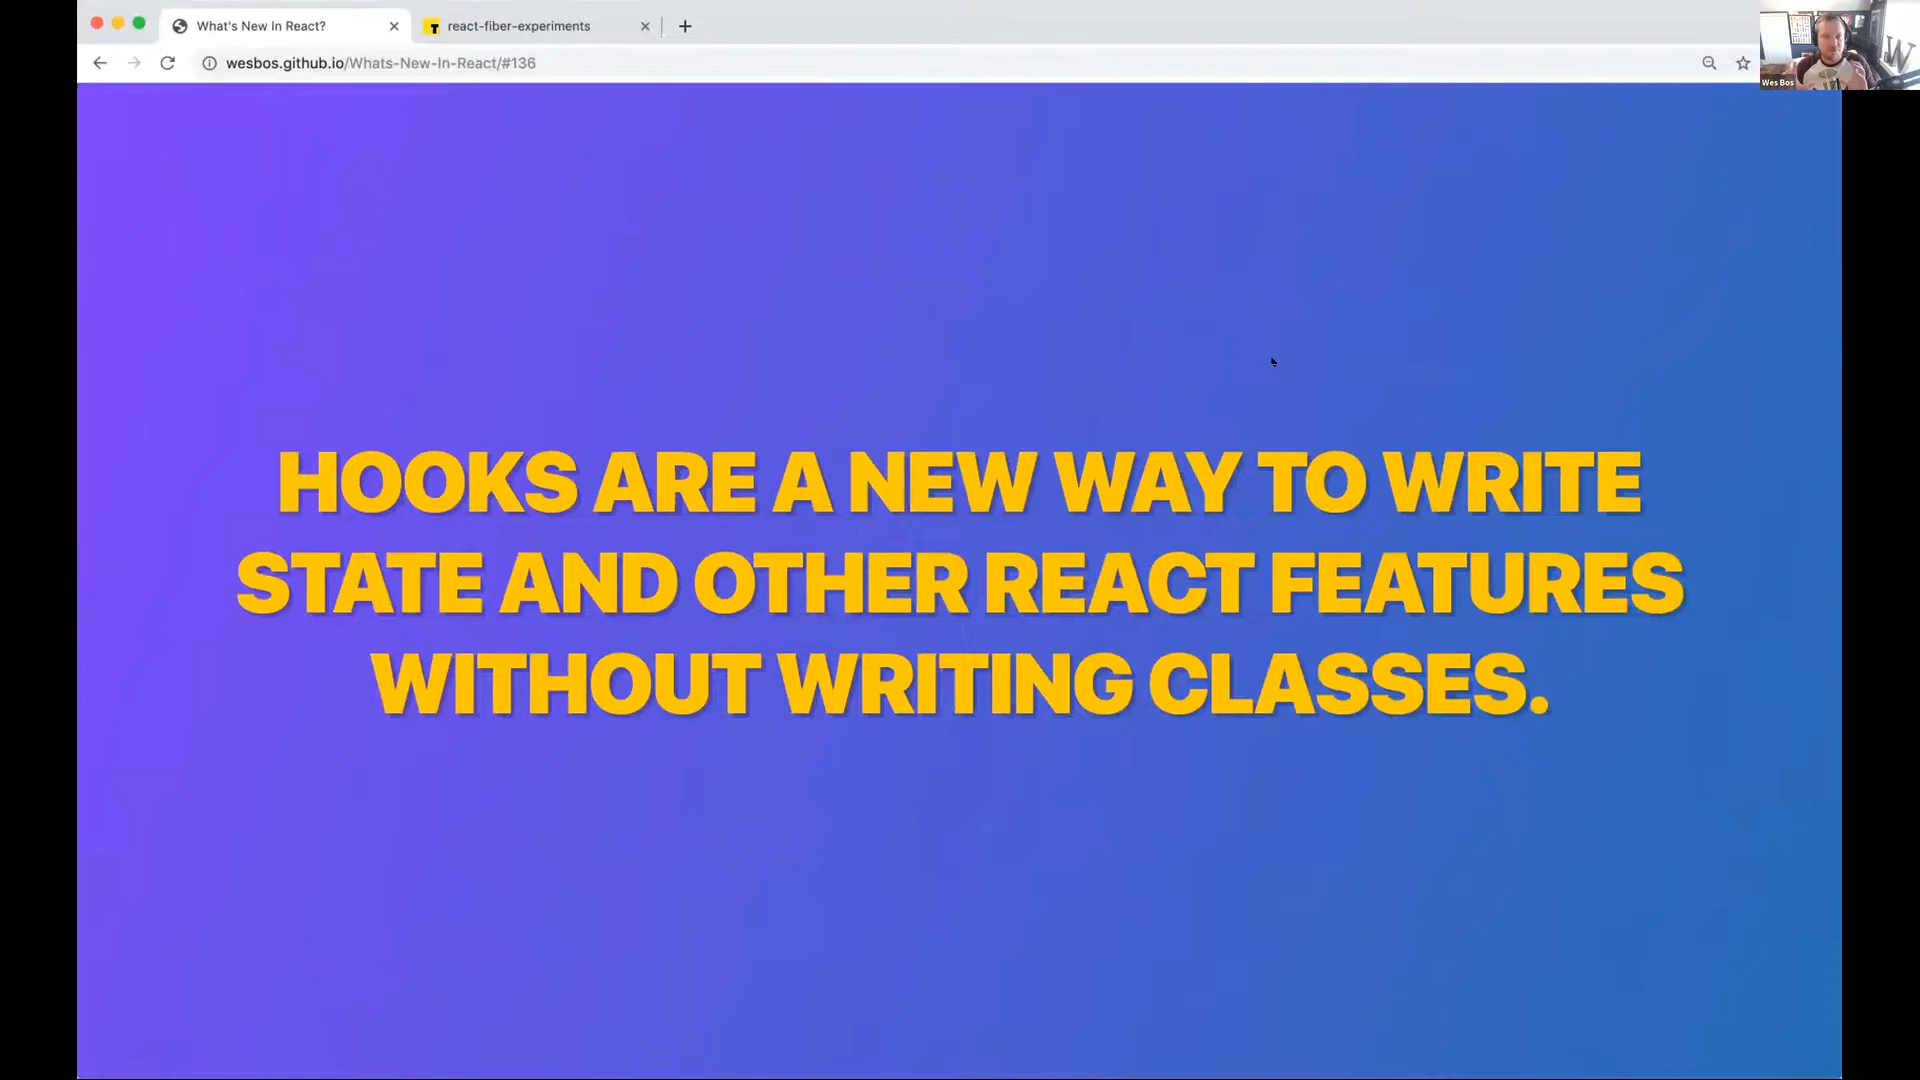 What's New In React?
react-fiber-experiments
wesbos.github.io/Whats-New-In-React/#136
Wes Bos
W
HOOKS ARE A NEW WAY TO WRITE
STATE AND OTHER REACT FEATURES
WITHOUT WRITING CLASSES.